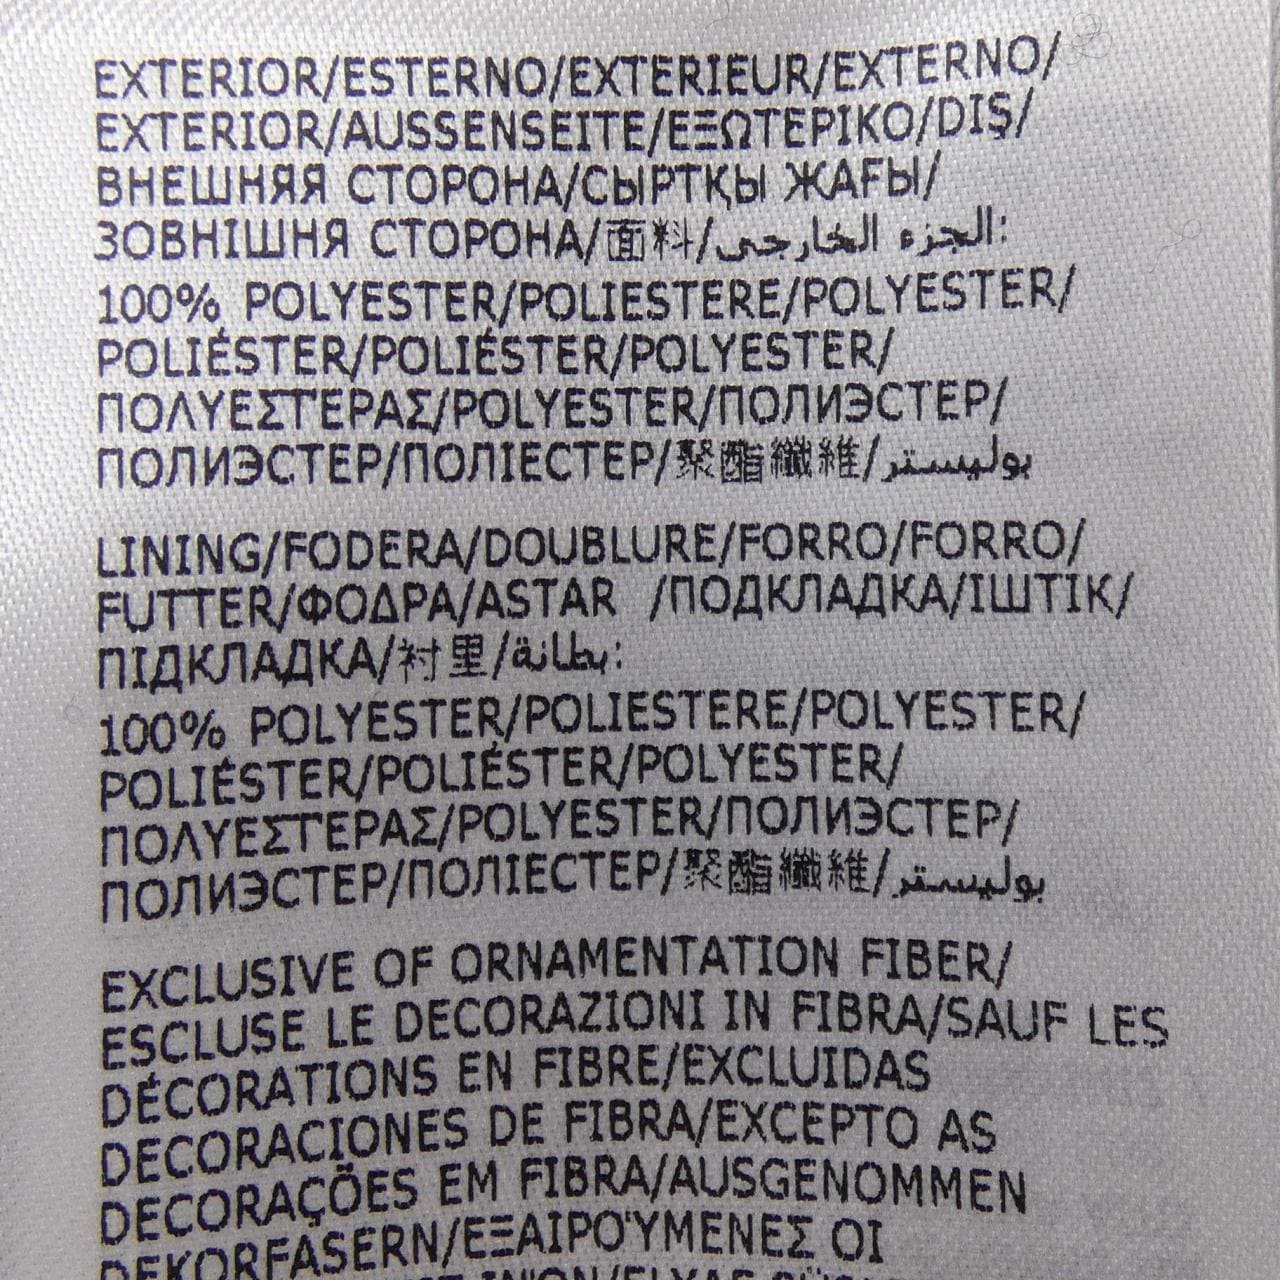 EXTERIOR/ESTERNO/EXTERIEUR/EXTERNO/
EXTERIOR/AUSSENSEITE/ΕΞΩΤΕΡΙΚΟ/DIŞ/
ВНЕШНЯЯ СТОРОНА/СЫРТҚЫ ЖАҒЫ/
ЗОВНІШНЯ СТОРОНА/面料/الجزء الخارجي:
100% POLYESTER/POLIESTERE/POLYESTER/
POLIÉSTER/POLIÉSTER/POLYESTER/
ΠΟΛΥΕΣΤΕΡΑΣ/POLYESTER/ПОЛИЭСТЕР/
ПОЛИЭСТЕР/ПОЛІЕСТЕР/聚酯纖維/بوليستر
LINING/FODERA/DOUBLURE/FORRO/FORRO/
FUTTER/ΦΟΔΡΑ/ASTAR /ПОДКЛАДКА/ІШТІК/
ПІДКЛАДКА/衬里/بطانة:
100% POLYESTER/POLIESTERE/POLYESTER/
POLIÉSTER/POLIÉSTER/POLYESTER/
ΠΟΛΥΕΣΤΕΡΑΣ/POLYESTER/ПОЛИЭСТЕР/
ПОЛИЭСТЕР/ПОЛІЕСТЕР/聚酯纖維/بوليستر
EXCLUSIVE OF ORNAMENTATION FIBER/
ESCLUSE LE DECORAZIONI IN FIBRA/SAUF LES
DÉCORATIONS EN FIBRE/EXCLUIDAS
DECORACIONES DE FIBRA/EXCEPTO AS
DECORAÇÕES EM FIBRA/AUSGENOMMEN
DEKORFASERN/ΕΞΑΙΡΟΎΜΕΝΕΣ ΟΙ